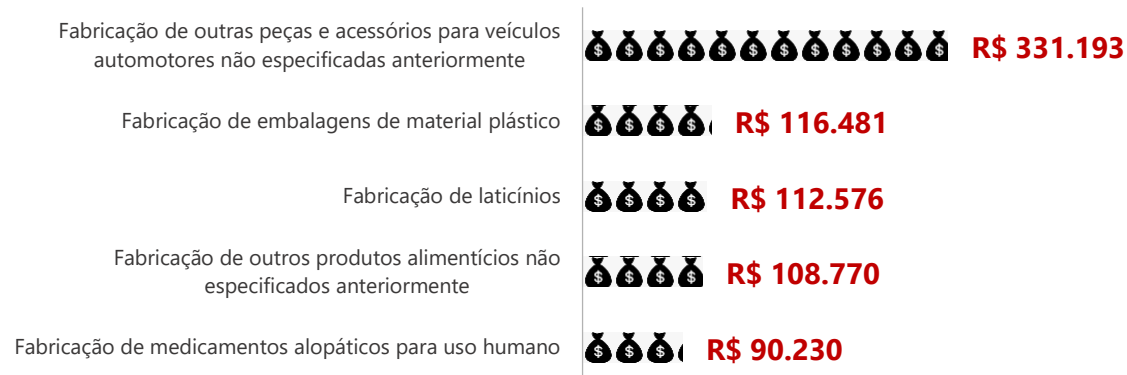 Fabricação de outras peças e acessórios para veículos
automotores não especificadas anteriormente
R$ 331.193
Fabricação de embalagens de material plástico
R$ 116.481
Fabricação de laticínios
R$ 112.576
Fabricação de outros produtos alimentícios não
especificados anteriormente
R$ 108.770
Fabricação de medicamentos alopáticos para uso humano
R$ 90.230